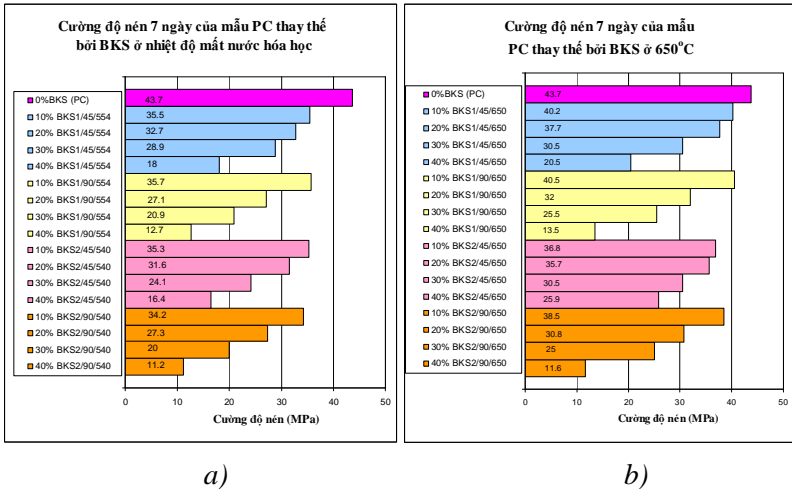 Cường độ nén 7 ngày của mẫu PC thay thế
bởi BKS ở nhiệt độ mất nước hóa học
0%BKS (PC)
10% BKS1/45/554
20% BKS1/45/554
30% BKS1/45/554
40% BKS1/45/554
10% BKS1/90/554
20% BKS1/90/554
30% BKS1/90/554
40% BKS1/90/554
10% BKS2/45/540
20% BKS2/45/540
30% BKS2/45/540
40% BKS2/45/540
10% BKS2/90/540
20% BKS2/90/540
30% BKS2/90/540
40% BKS2/90/540
43.7
35.5
32.7
28.9
18
35.7
27.1
20.9
12.7
35.3
31.6
24.1
16.4
34.2
27.3
20
11.2
0 10 20 30 40 50
Cường độ nén (MPa)
a)
Cường độ nén 7 ngày của mẫu
PC thay thế bởi BKS ở 650°C
0%BKS (PC)
10% BKS1/45/650
20% BKS1/45/650
30% BKS1/45/650
40% BKS1/45/650
10% BKS1/90/650
20% BKS1/90/650
30% BKS1/90/650
40% BKS1/90/650
10% BKS2/45/650
20% BKS2/45/650
30% BKS2/45/650
40% BKS2/45/650
10% BKS2/90/650
20% BKS2/90/650
30% BKS2/90/650
40% BKS2/90/650
43.7
40.2
37.7
30.5
20.5
40.5
32
25.5
13.5
36.8
35.7
30.5
25.9
38.5
30.8
25
11.6
0 10 20 30 40 50
Cường độ nén (MPa)
b)